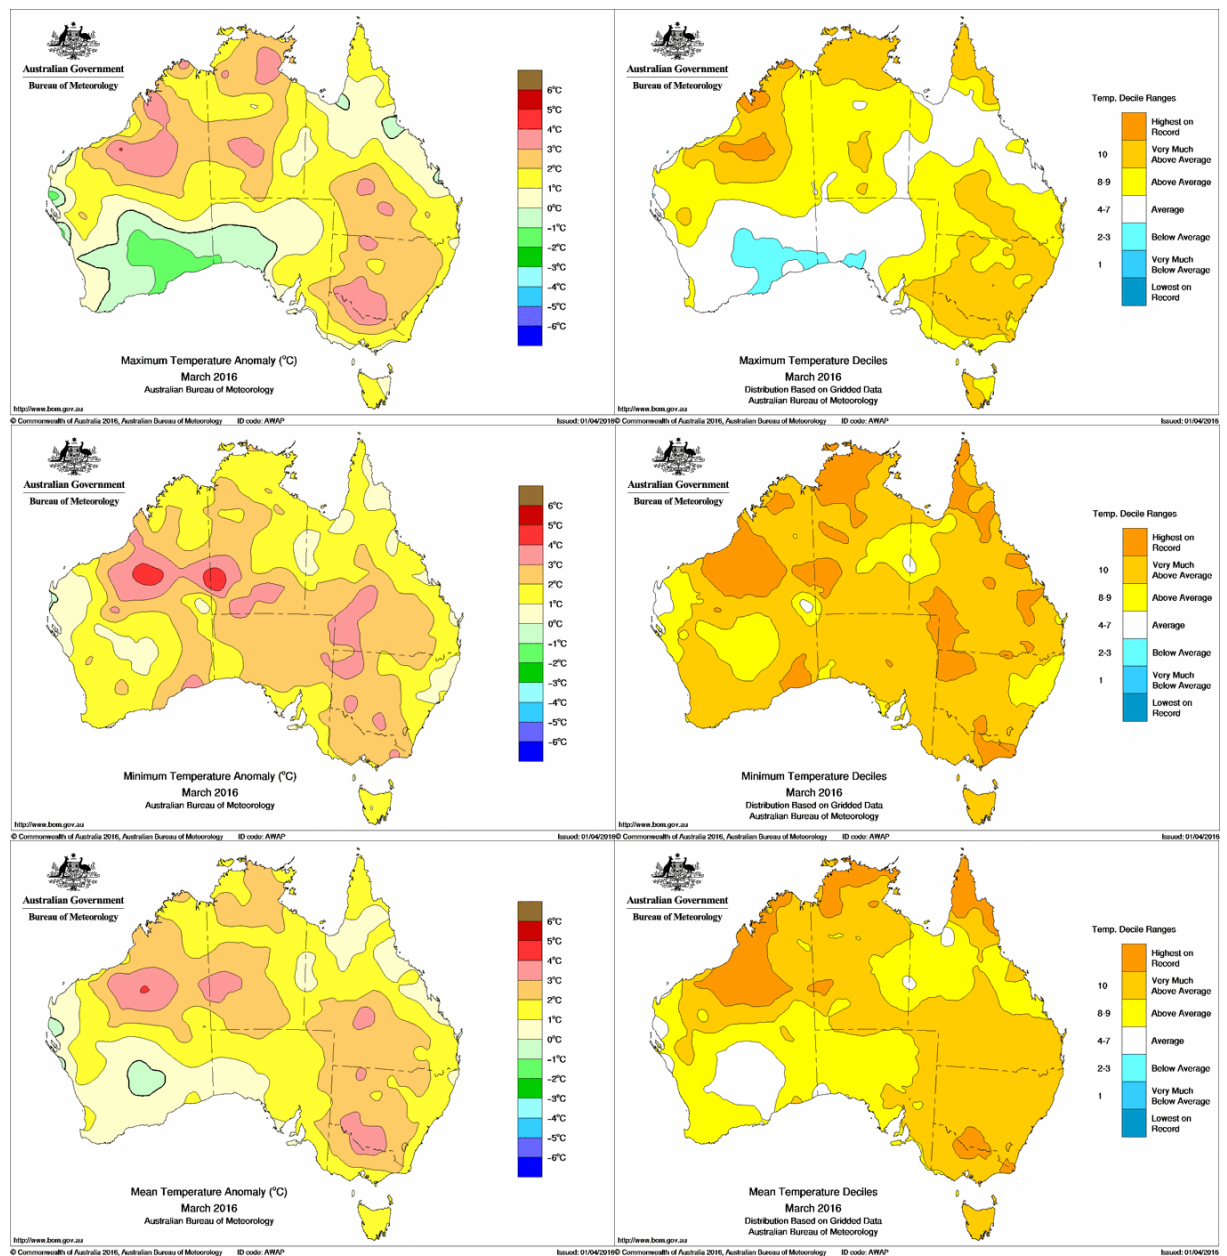 Australian Government
Bureau of Meteorology
6°C
5°C
4°C
3°C
2°C
1°C
0°C
-1°C
-2°C
-3°C
-4°C
-5°C
-6°C
Maximum Temperature Anomaly (°C)
March 2016
Australian Bureau of Meteorology
http://www.bom.gov.au
© Commonwealth of Australia 2016, Australian Bureau of Meteorology ID code: AWAP Issued: 01/04/2016
Australian Government
Bureau of Meteorology
Temp. Decile Ranges
Highest on
Record
10 Very Much
Above Average
8-9 Above Average
4-7 Average
2-3 Below Average
1 Very Much
Below Average
Lowest on
Record
Maximum Temperature Deciles
March 2016
Distribution Based on Gridded Data
Australian Bureau of Meteorology
http://www.bom.gov.au
© Commonwealth of Australia 2016, Australian Bureau of Meteorology ID code: AWAP Issued: 01/04/2016
Australian Government
Bureau of Meteorology
6°C
5°C
4°C
3°C
2°C
1°C
0°C
-1°C
-2°C
-3°C
-4°C
-5°C
-6°C
Minimum Temperature Anomaly (°C)
March 2016
Australian Bureau of Meteorology
http://www.bom.gov.au
© Commonwealth of Australia 2016, Australian Bureau of Meteorology ID code: AWAP Issued: 01/04/2016
Australian Government
Bureau of Meteorology
Temp. Decile Ranges
Highest on
Record
10 Very Much
Above Average
8-9 Above Average
4-7 Average
2-3 Below Average
1 Very Much
Below Average
Lowest on
Record
Minimum Temperature Deciles
March 2016
Distribution Based on Gridded Data
Australian Bureau of Meteorology
http://www.bom.gov.au
© Commonwealth of Australia 2016, Australian Bureau of Meteorology ID code: AWAP Issued: 01/04/2016
Australian Government
Bureau of Meteorology
6°C
5°C
4°C
3°C
2°C
1°C
0°C
-1°C
-2°C
-3°C
-4°C
-5°C
-6°C
Mean Temperature Anomaly (°C)
March 2016
Australian Bureau of Meteorology
http://www.bom.gov.au
© Commonwealth of Australia 2016, Australian Bureau of Meteorology ID code: AWAP Issued: 01/04/2016
Australian Government
Bureau of Meteorology
Temp. Decile Ranges
Highest on
Record
10 Very Much
Above Average
8-9 Above Average
4-7 Average
2-3 Below Average
1 Very Much
Below Average
Lowest on
Record
Mean Temperature Deciles
March 2016
Distribution Based on Gridded Data
Australian Bureau of Meteorology
http://www.bom.gov.au
© Commonwealth of Australia 2016, Australian Bureau of Meteorology ID code: AWAP Issued: 01/04/2016